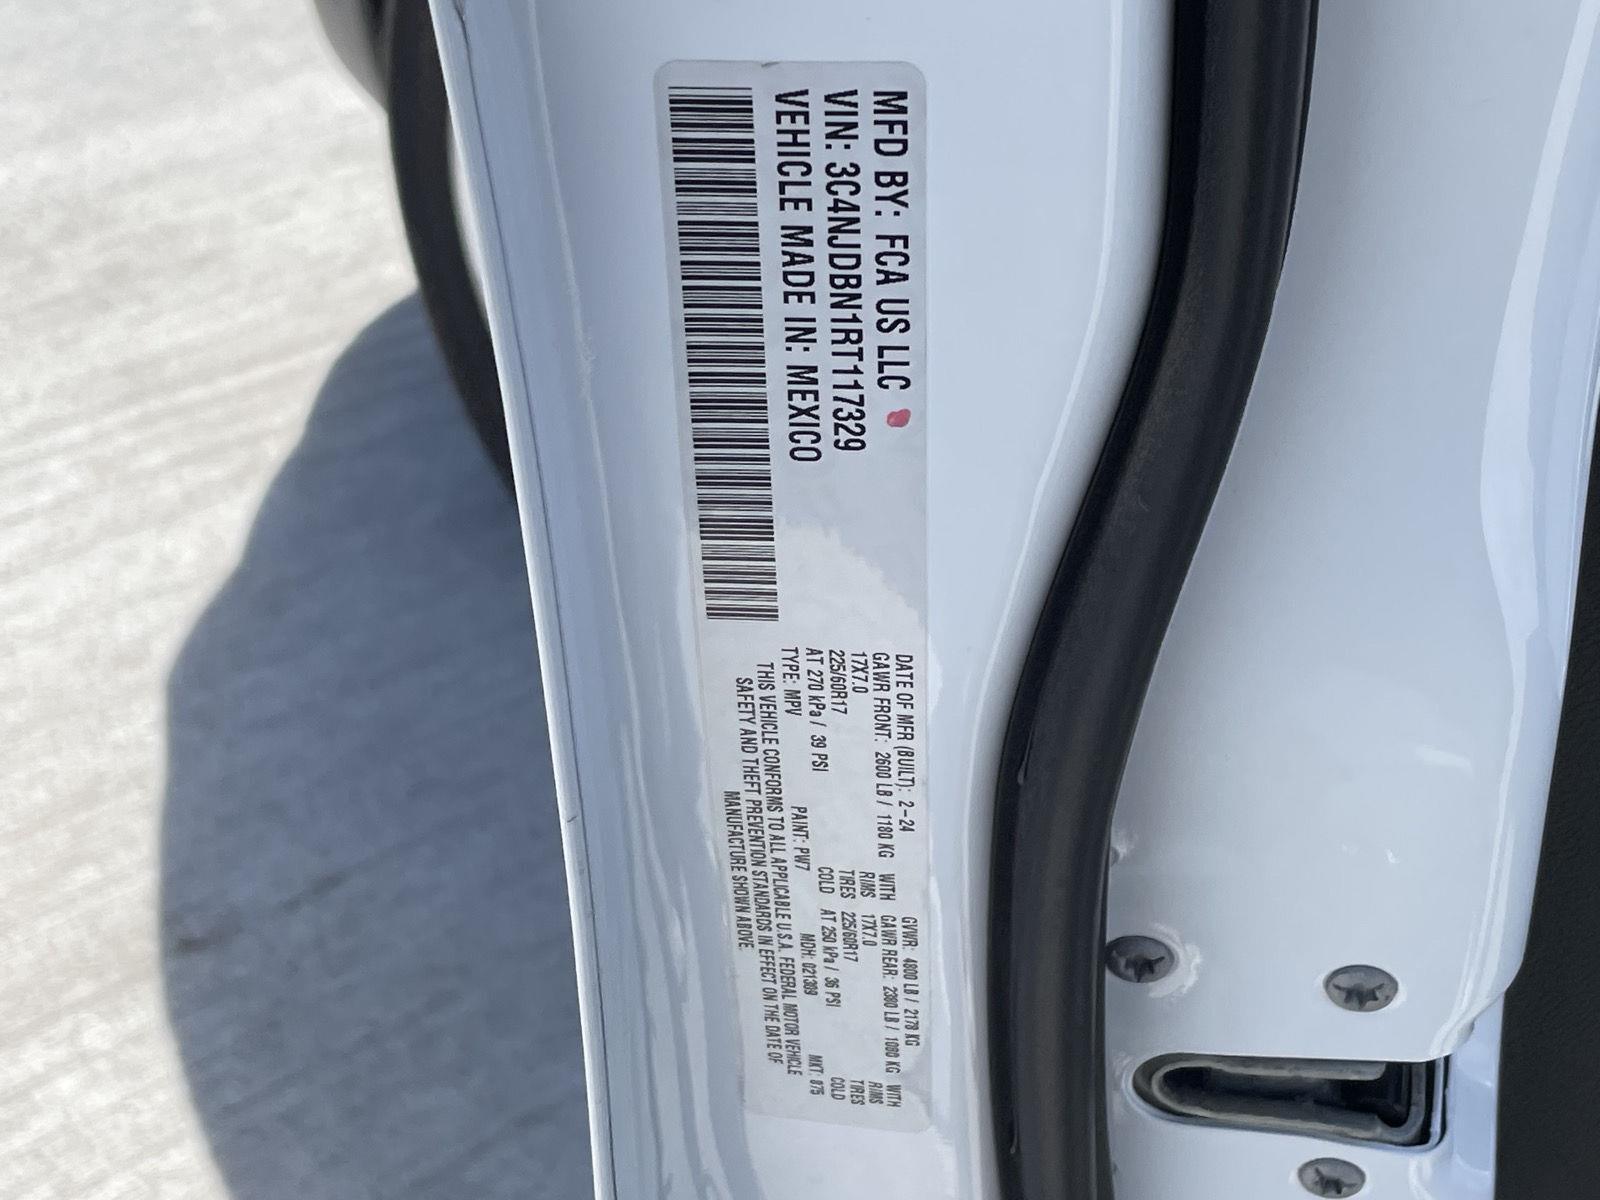 MFD BY: FCA US LLC
VIN: 3C4NJDBN1RT117329
VEHICLE MADE IN: MEXICO
DATE OF MFR (BUILT): 2-24 GVWR: 4800 LB / 2178 KG
GAWR FRONT: 2600 LB / 1180 KG WITH GAWR REAR: 2380 LB / 1080 KG WITH
17X7.0 RIMS 17X7.0 RIMS
225/60R17 TIRES 225/60R17 TIRES
AT 270 kPa / 39 PSI COLD AT 250 kPa / 36 PSI COLD
TYPE: MPV PAINT: PW7 MDH: 021309 MKT: 875
THIS VEHICLE CONFORMS TO ALL APPLICABLE U.S.A. FEDERAL MOTOR VEHICLE
SAFETY AND THEFT PREVENTION STANDARDS IN EFFECT ON THE DATE OF
MANUFACTURE SHOWN ABOVE.